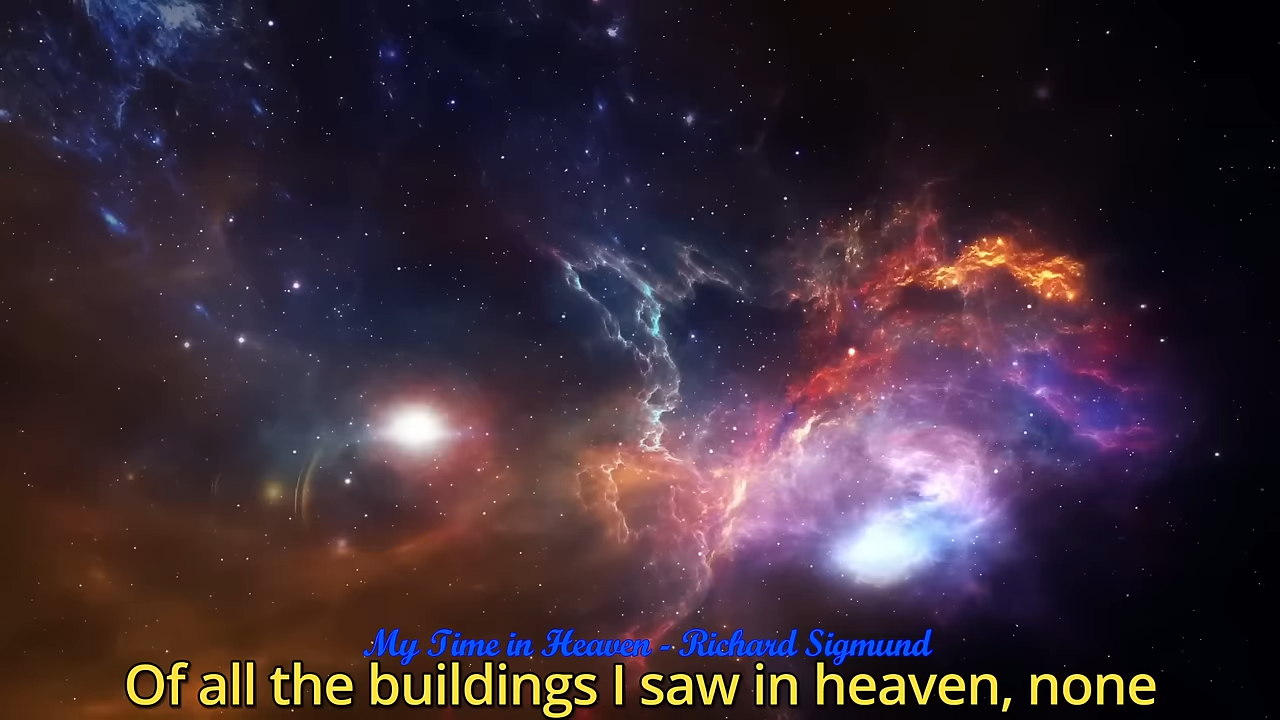 My Time in Heaven - Richard Sigmund
Of all the buildings I saw in heaven, none